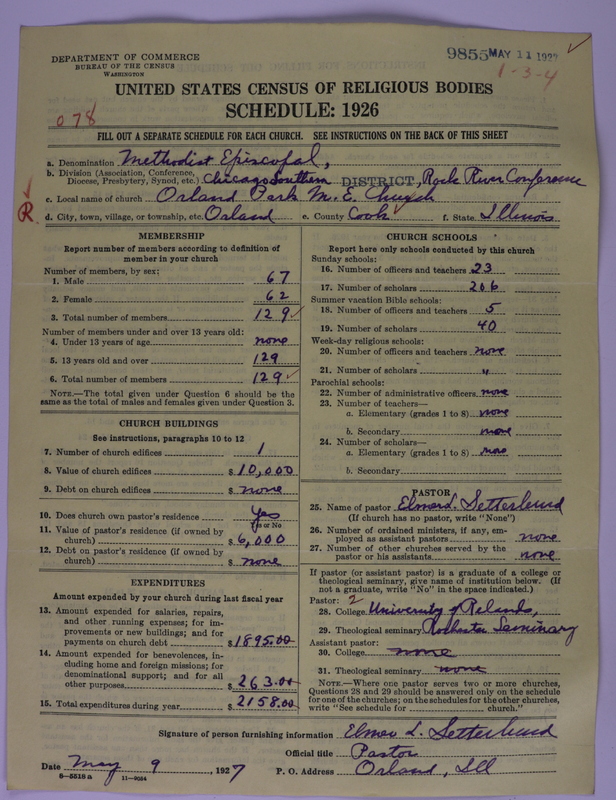 DEPARTMENT OF COMMERCE
BUREAU OF THE CENSUS
WASHINGTON
9855 MAY 11 1927
1-3-4
UNITED STATES CENSUS OF RELIGIOUS BODIES
SCHEDULE: 1926
078
FILL OUT A SEPARATE SCHEDULE FOR EACH CHURCH. SEE INSTRUCTIONS ON THE BACK OF THIS SHEET
a. Denomination Methodist Episcopal,
b. Division (Association, Conference, Diocese, Presbytery, Synod, etc.) Chicago Southern DISTRICT, Rock River Conference
c. Local name of church Orland Park M. E. Church
R
d. City, town, village, or township, etc. Orland e. County Cook f. State Illinois
MEMBERSHIP
Report number of members according to definition of
member in your church
Number of members, by sex:
1. Male 67
2. Female 62
3. Total number of members 129
Number of members under and over 13 years old:
4. Under 13 years of age none
5. 13 years old and over 129
6. Total number of members 129
NOTE.—The total given under Question 6 should be
same as the total of males and females given under Question 3.
CHURCH BUILDINGS
See instructions, paragraphs 10 to 12
7. Number of church edifices 1
8. Value of church edifices $ 10,000
9. Debt on church edifices $ none
10. Does church own pastor's residence Yes
Yes or No
11. Value of pastor's residence (if owned by
church) $ 6,000
12. Debt on pastor's residence (if owned by
church) $ none
EXPENDITURES
Amount expended by your church during last fiscal year
13. Amount expended for salaries, repairs,
and other running expenses; for im-
provements or new buildings; and for
payments on church debt $ 1895.00
14. Amount expended for benevolences, in-
cluding home and foreign missions; for
denominational support; and for all
other purposes $ 263.00
15. Total expenditures during year $ 2158.00
CHURCH SCHOOLS
Report here only schools conducted by this church
Sunday schools:
16. Number of officers and teachers 23
17. Number of scholars 206
Summer vacation Bible schools:
18. Number of officers and teachers 5
19. Number of scholars 40
Week-day religious schools:
20. Number of officers and teachers none
21. Number of scholars "
Parochial schools:
22. Number of administrative officers none
23. Number of teachers—
a. Elementary (grades 1 to 8) none
b. Secondary none
24. Number of scholars—
a. Elementary (grades 1 to 8) none
b. Secondary
PASTOR
25. Name of pastor Elmer L. Setterlund
(If church has no pastor, write "None")
26. Number of ordained ministers, if any, em-
ployed as assistant pastors none
27. Number of other churches served by the
pastor or his assistants none
If pastor (or assistant pastor) is a graduate of a college or
theological seminary, give name of institution below. (If
not a graduate, write "No" in the space indicated.)
Pastor: 2
28. College University of Relands,
29. Theological seminary Rochester Seminary
Assistant pastor:
30. College none
31. Theological seminary none
NOTE.—Where one pastor serves two or more churches,
Questions 28 and 29 should be answered only on the schedule
for one of the churches; on the schedules for the other churches,
write "See schedule for church."
Signature of person furnishing information Elmer L. Setterlund
Official title Pastor
Date May 9, 1927 P. O. Address Orland, Ill
8—5518 a 11—9054